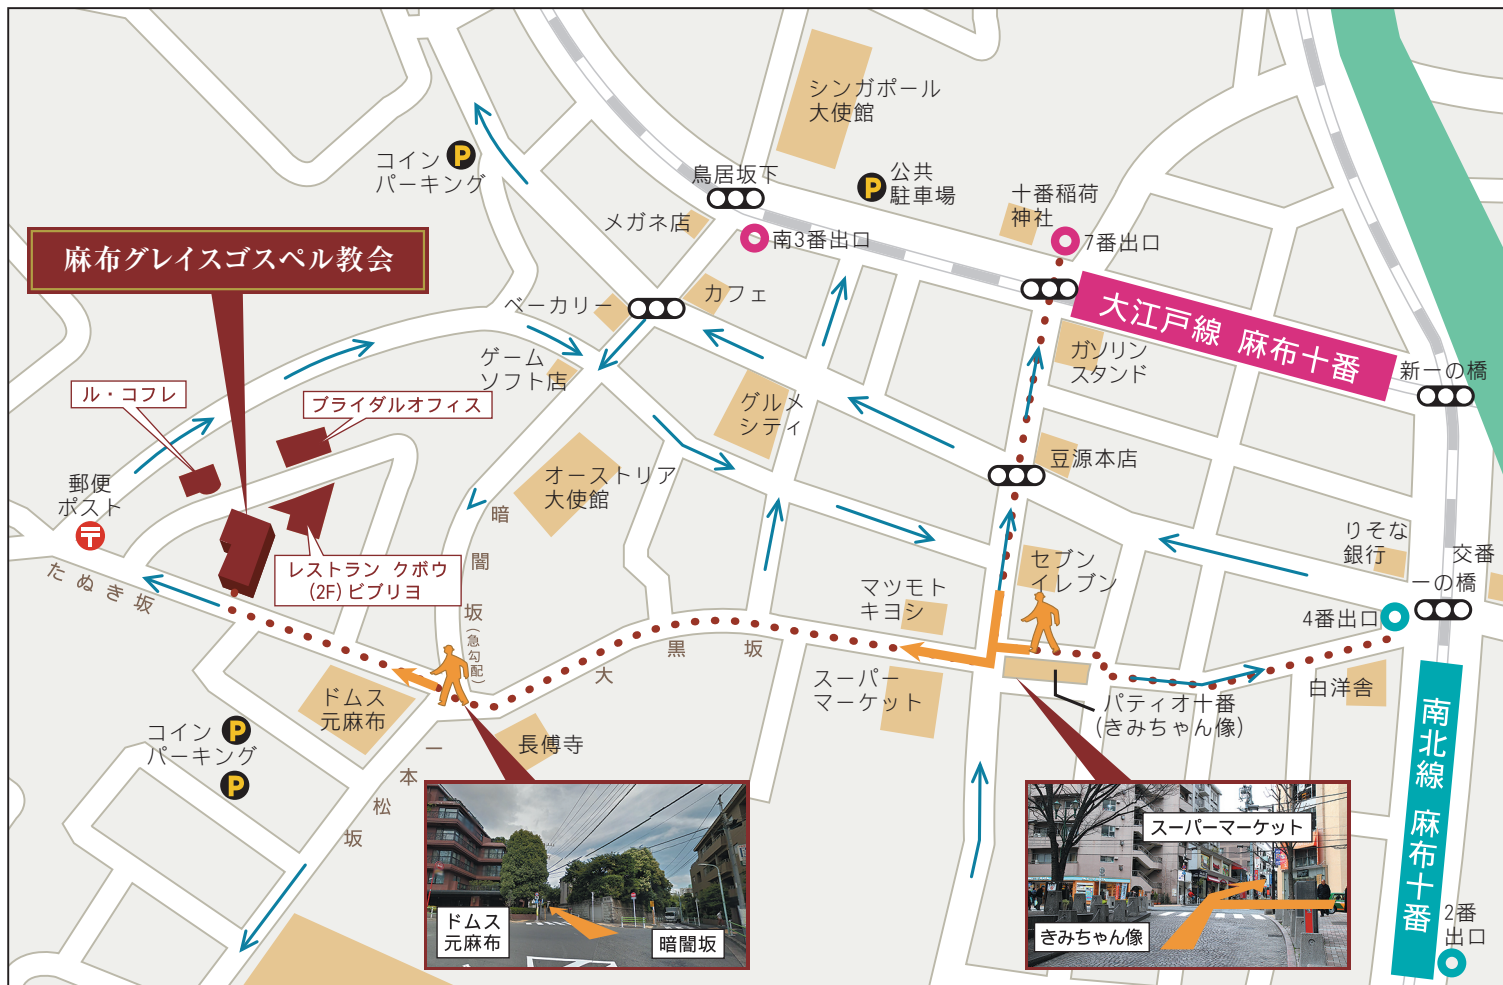 シンガポール
大使館
コイン
パーキング
鳥居坂下
公共
駐車場
十番稲荷
神社
メガネ店
南3番出口
7番出口
麻布グレイスゴスペル教会
ベーカリー
カフェ
大江戸線 麻布十番
ガソリン
スタンド
新一の橋
ゲーム
ソフト店
ル・コフレ
ブライダルオフィス
グルメ
シティ
豆源本店
オーストリア
大使館
郵便
ポスト
りそな
銀行
交番
セブン
イレブン
一の橋
レストラン クボウ
(2F)ビブリヨ
マツモト
キヨシ
4番出口
たぬき坂
暗闇坂(急勾配)
大黒坂
スーパー
マーケット
白洋舎
パティオ十番
(きみちゃん像)
ドムス
元麻布
コイン
パーキング
長傅寺
一本松坂
南北線 麻布十番
スーパーマーケット
きみちゃん像
ドムス
元麻布
暗闇坂
2番
出口